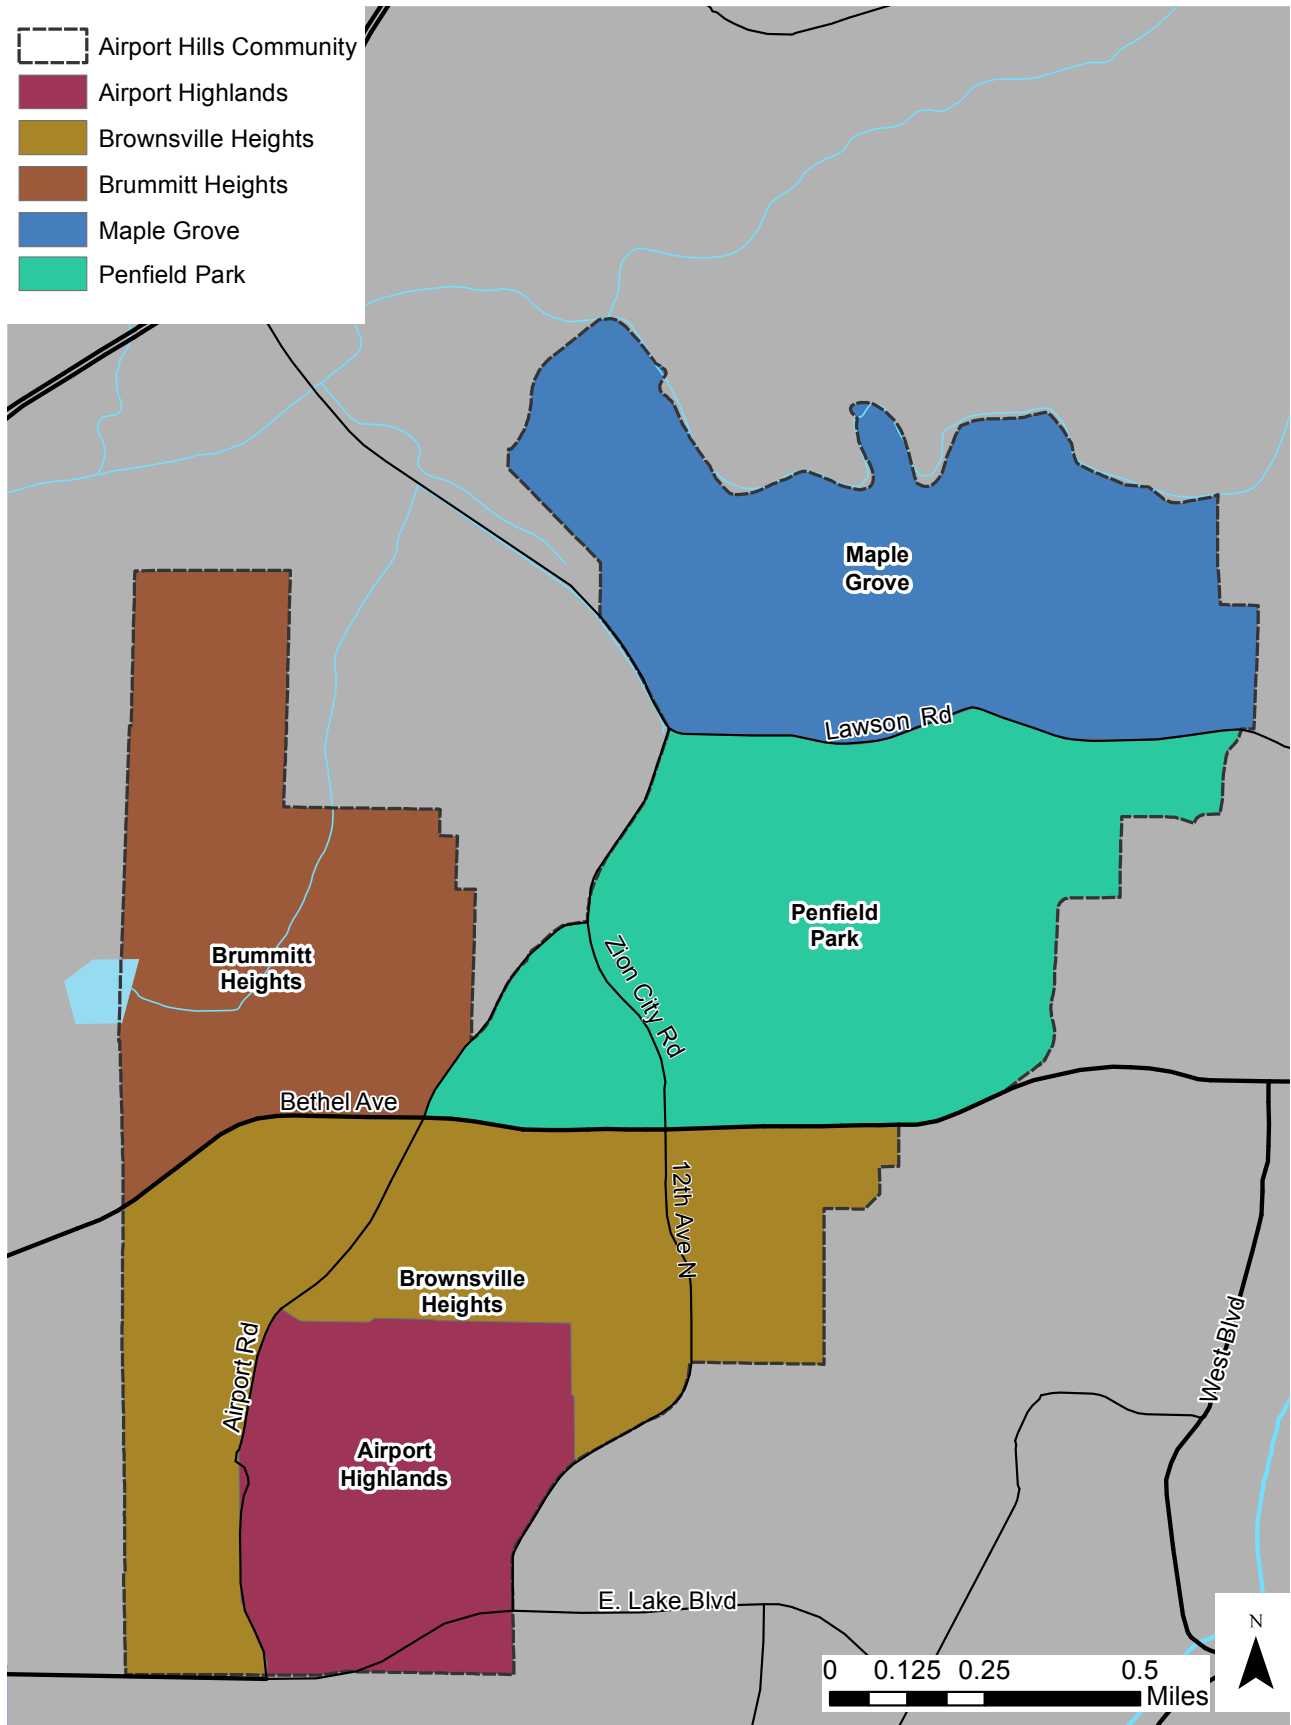 Airport Hills Community
Airport Highlands
Brownsville Heights
Brummitt Heights
Maple Grove
Penfield Park
Maple
Grove
Lawson Rd
Penfield
Park
Zion City Rd
Brummitt
Heights
Bethel Ave
12th Ave N
Brownsville
Heights
Airport Rd
West Blvd
Airport
Highlands
E. Lake Blvd
N
0 0.125 0.25 0.5
Miles